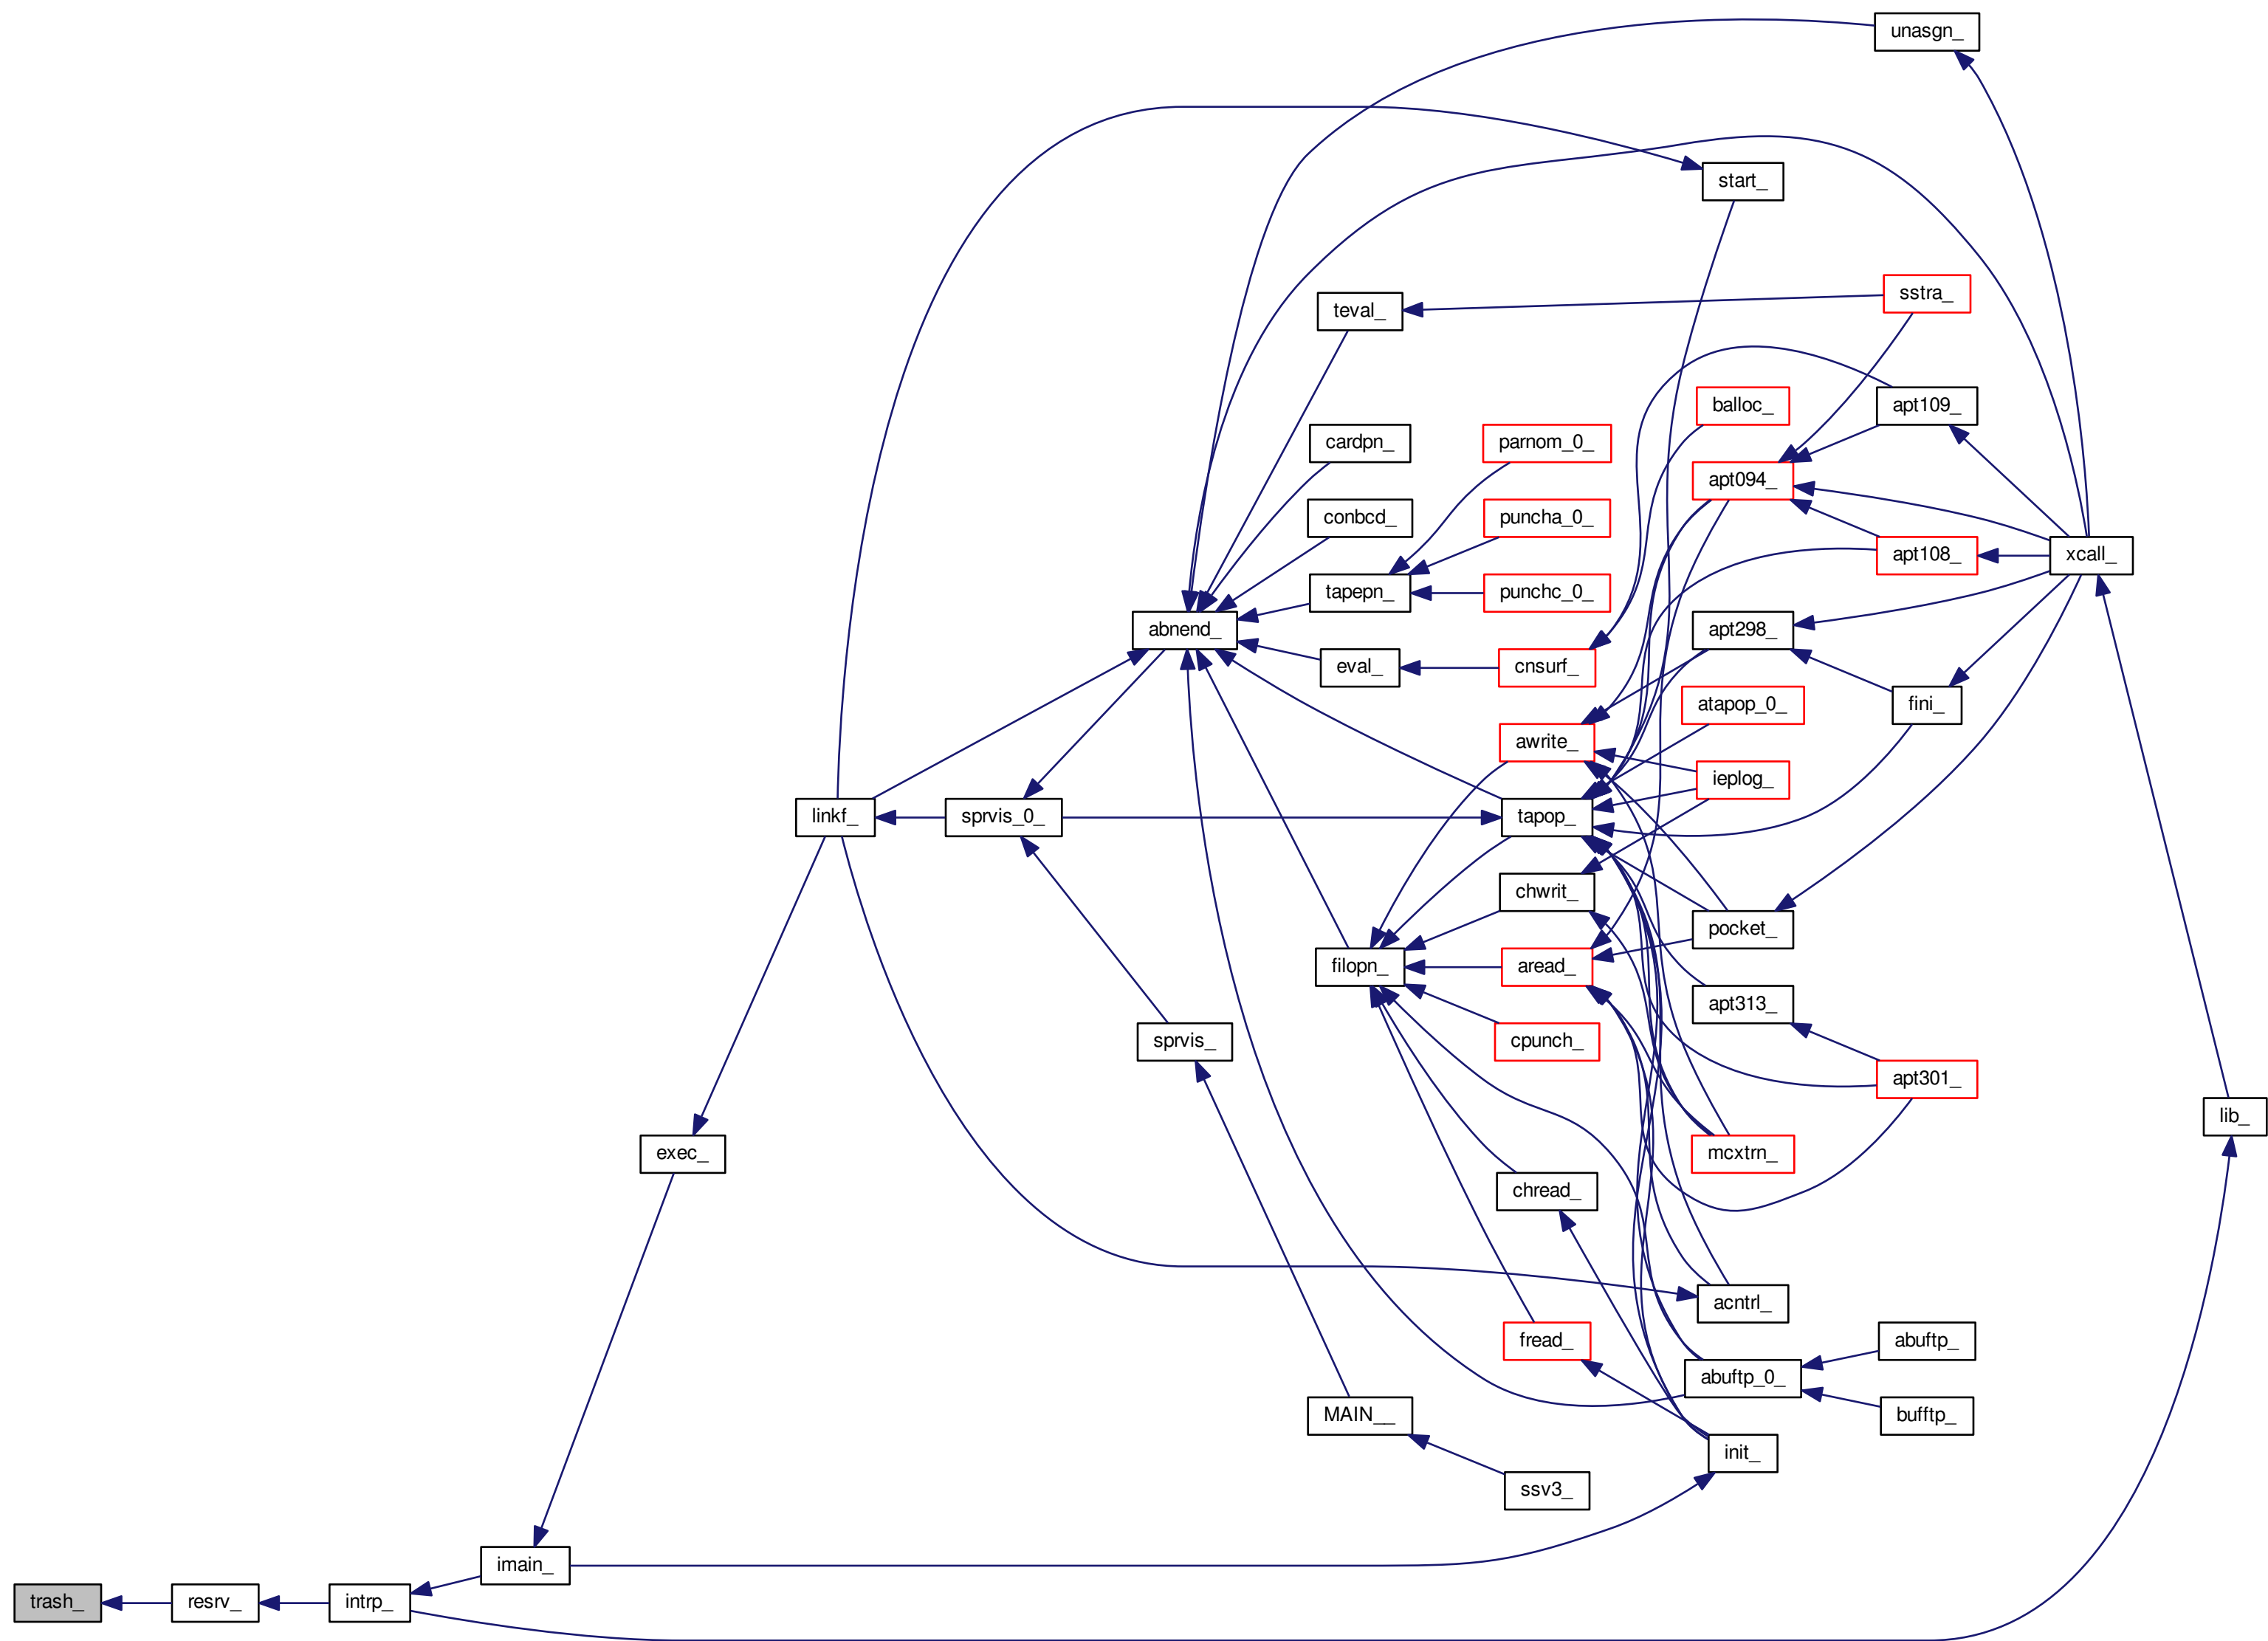 unasgn_
start_
teval_
sstra_
balloc_
apt109_
cardpn_
parnom_0_
apt094_
conbcd_
puncha_0_
apt108_
xcall_
tapepn_
punchc_0_
abnend_
apt298_
eval_
cnsurf_
atapop_0_
fini_
awrite_
ieplog_
linkf_
sprvis_0_
tapop_
chwrit_
pocket_
filopn_
aread_
apt313_
sprvis_
cpunch_
apt301_
lib_
exec_
mcxtrn_
chread_
acntrl_
fread_
abuftp_
abuftp_0_
MAIN__
bufftp_
init_
ssv3_
imain_
trash_
resrv_
intrp_